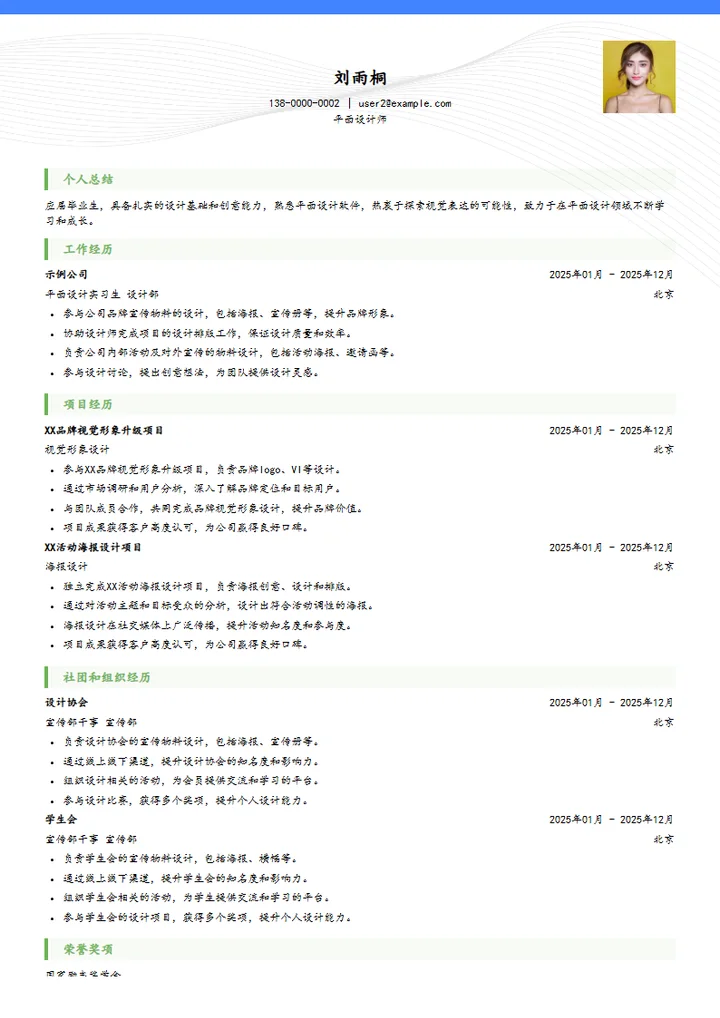 刘雨桐
138-0000-0002 | user2@example.com
平面设计师
个人总结
应届毕业生，具备扎实的设计基础和创意能力，熟悉平面设计软件，热衷于探索视觉表达的可能性，致力于在平面设计领域不断学
习和成长。
工作经历
示例公司 2025年01月 - 2025年12月
平面设计实习生 设计部 北京
• 参与公司品牌宣传物料的设计，包括海报、宣传册等，提升品牌形象。
• 协助设计师完成项目的设计排版工作，保证设计质量和效率。
• 负责公司内部活动及对外宣传的物料设计，包括活动海报、邀请函等。
• 参与设计讨论，提出创意想法，为团队提供设计灵感。
项目经历
XX品牌视觉形象升级项目 2025年01月 - 2025年12月
视觉形象设计 北京
• 参与XX品牌视觉形象升级项目，负责品牌logo、VI等设计。
• 通过市场调研和用户分析，深入了解品牌定位和目标用户。
• 与团队成员合作，共同完成品牌视觉形象设计，提升品牌价值。
• 项目成果获得客户高度认可，为公司赢得良好口碑。
XX活动海报设计项目 2025年01月 - 2025年12月
海报设计 北京
• 独立完成XX活动海报设计项目，负责海报创意、设计和排版。
• 通过对活动主题和目标受众的分析，设计出符合活动调性的海报。
• 海报设计在社交媒体上广泛传播，提升活动知名度和参与度。
• 项目成果获得客户高度认可，为公司赢得良好口碑。
社团和组织经历
设计协会 2025年01月 - 2025年12月
宣传部干事 宣传部 北京
• 负责设计协会的宣传物料设计，包括海报、宣传册等。
• 通过线上线下渠道，提升设计协会的知名度和影响力。
• 组织设计相关的活动，为会员提供交流和学习的平台。
• 参与设计比赛，获得多个奖项，提升个人设计能力。
学生会 2025年01月 - 2025年12月
宣传部干事 宣传部 北京
• 负责学生会的宣传物料设计，包括海报、横幅等。
• 通过线上线下渠道，提升学生会的知名度和影响力。
• 组织学生会相关的活动，为学生提供交流和学习的平台。
• 参与学生会的设计项目，获得多个奖项，提升个人设计能力。
荣誉奖项